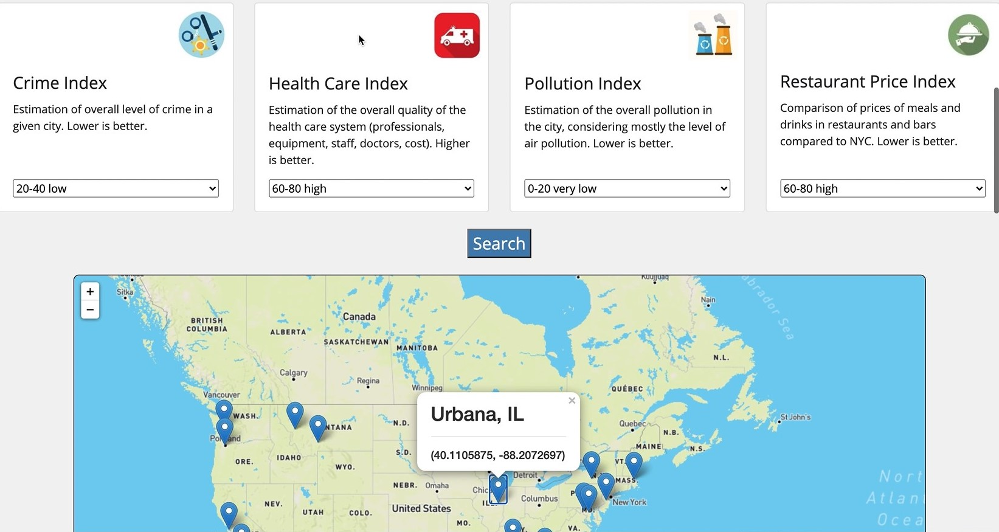 Crime Index
Estimation of overall level of crime in a
given city. Lower is better.
20-40 low
Health Care Index
Estimation of the overall quality of the
health care system (professionals,
equipment, staff, doctors, cost). Higher
is better.
60-80 high
Pollution Index
Estimation of the overall pollution in
the city, considering mostly the level of
air pollution. Lower is better.
0-20 very low
Restaurant Price Index
Comparison of prices of meals and
drinks in restaurants and bars
compared to NYC. Lower is better.
60-80 high
Search
+
−
Sitka
Kuujjuaq
Nain
abrador Sea
BRITISH
COLUMBIA
Canada
ALBERTA
SASKATCHEWAN
MANITOBA
N.L.
Calgary
Regina
Winnipeg
QUÉBEC
Vancouver
WASH.
NTANA
N.D.
Urbana, IL
×
(40.1105875, -88.2072697)
Quebec
St John's
N.B.
MAINE
N.S.
Po and
ORE.
IDAHO
WYO.
S.D.
VT.
MASS.
Detroit
NEBR.
Omaha
Chic
ILL.
Columbus
New York
NEV.
UTAH
COLO.
United States
MO.
VA.
Nort
Atlant
Ocea